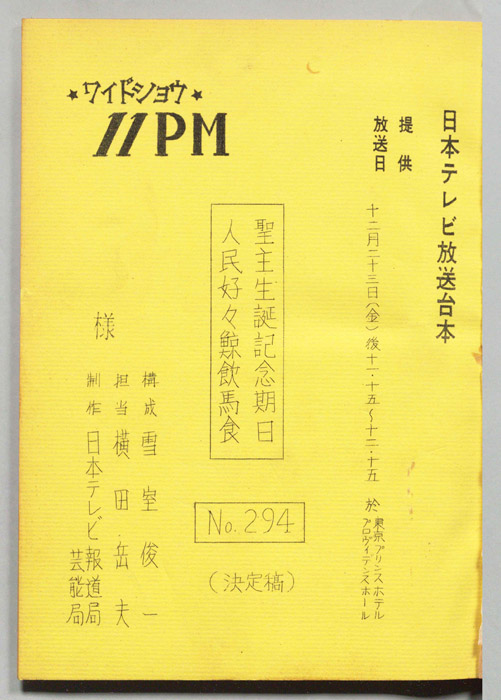 日本テレビ放送台本
提供
放送日 十二月二十三日(金)後十一・十五〜十二・十五 於 東京プリンスホテル
プロヴィデンスホール
★ワイドショウ★
11PM
聖主生誕記念期日
人民好々鯨飲馬食
No.294
(決定稿)
構成 雪室俊一
担当 横田岳夫
制作 日本テレビ 報道局
芸能局
様